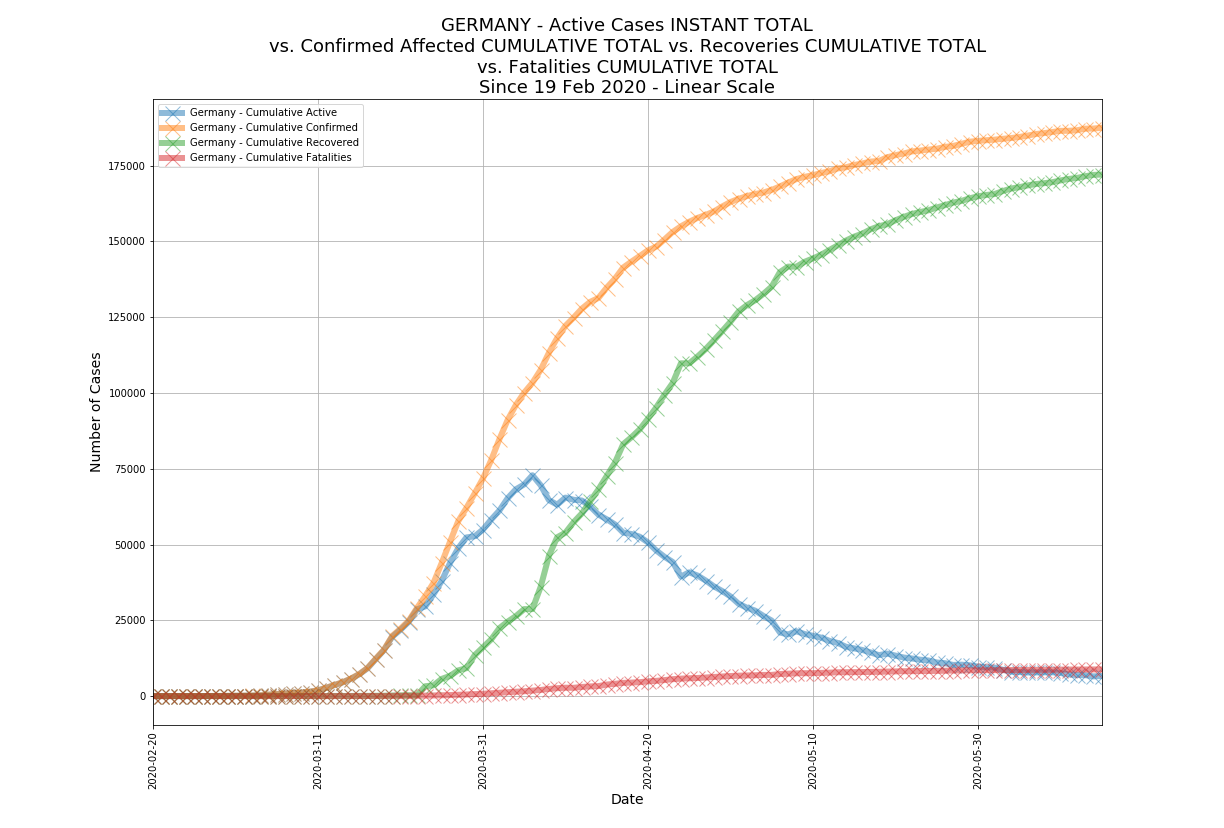 GERMANY - Active Cases INSTANT TOTAL
vs. Confirmed Affected CUMULATIVE TOTAL vs. Recoveries CUMULATIVE TOTAL
vs. Fatalities CUMULATIVE TOTAL
Since 19 Feb 2020 - Linear Scale
Germany - Cumulative Active
Germany - Cumulative Confirmed
Germany - Cumulative Recovered
Germany - Cumulative Fatalities
Number of Cases
175000
150000
125000
100000
75000
50000
25000
0
2020-02-20
2020-03-11
2020-03-31
2020-04-20
2020-05-10
2020-05-30
Date